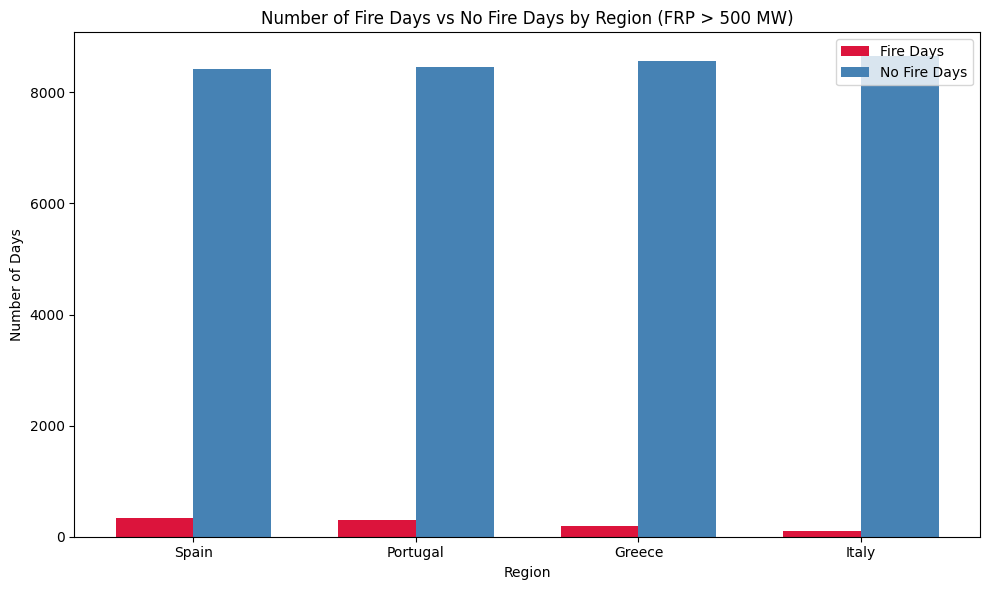 Number of Fire Days vs No Fire Days by Region (FRP > 500 MW)
Fire Days
No Fire Days
8000
6000
4000
2000
0
Number of Days
Spain
Portugal
Greece
Italy
Region